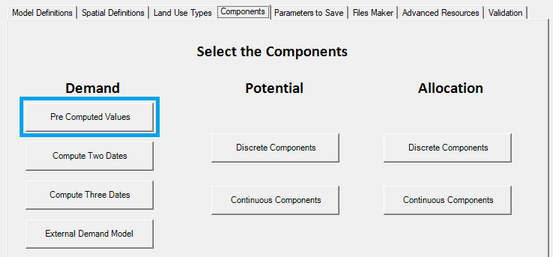 Model Definitions Spatial Definitions Land Use Types Components Parameters to Save Files Maker Advanced Resources Validation
Select the Components
Demand Potential Allocation
Pre Computed Values
Discrete Components Discrete Components
Compute Two Dates
Compute Three Dates
Continuous Components Continuous Components
External Demand Model